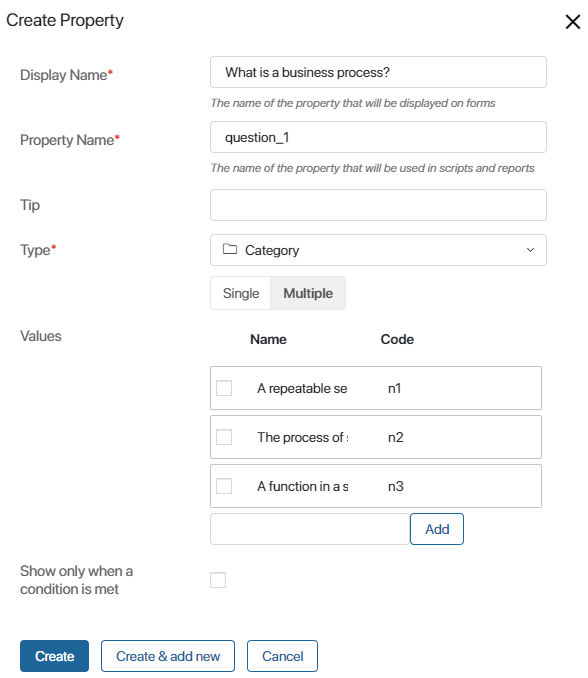 Create Property
Display Name*
What is a business process?
The name of the property that will be displayed on forms
Property Name*
question_1
The name of the property that will be used in scripts and reports
Tip
Type*
Category
Single Multiple
Values
Name Code
A repeatable se n1
The process of n2
A function in a s n3
Add
Show only when a
condition is met
Create Create & add new Cancel